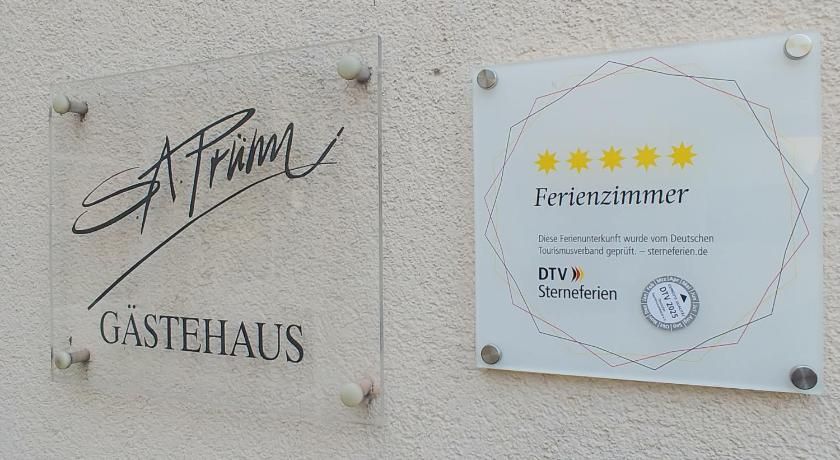 S.A. Prüm
GÄSTEHAUS
Ferienzimmer
Diese Ferienunterkunft wurde vom Deutschen
Tourismusverband geprüft. – sterneferien.de
DTV
Sterneferien
DTV 2025